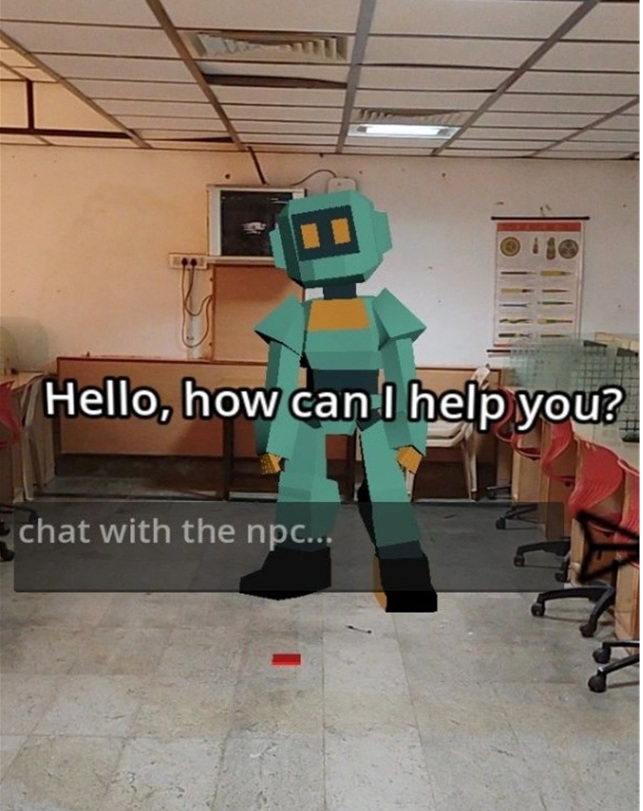 Hello, how can I help you?
chat with the npc...